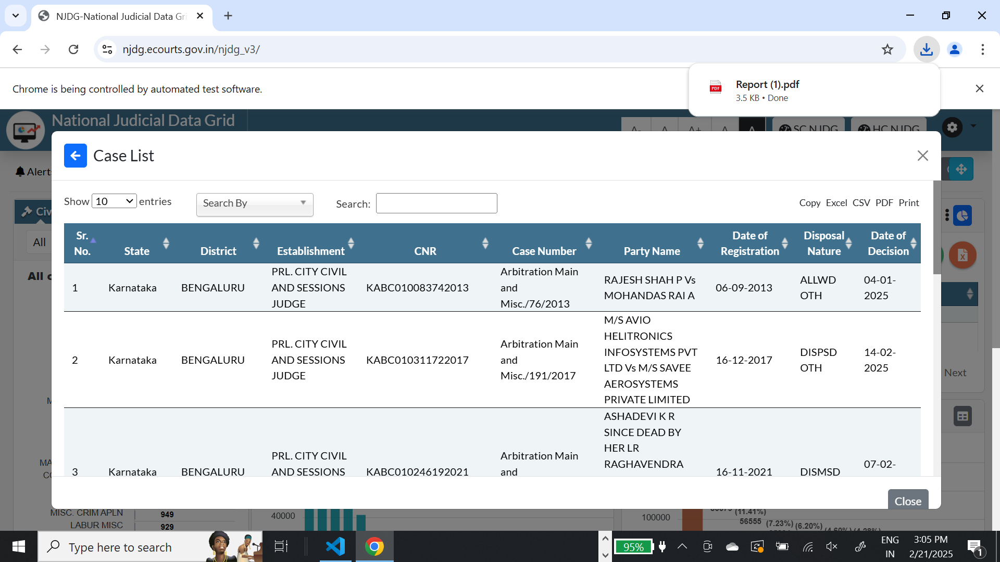 NJDG-National Judicial Data Gri
njdg.ecourts.gov.in/njdg_v3/
Chrome is being controlled by automated test software.
PDF
Report (1).pdf
3.5 KB • Done
National Judicial Data Grid
A- A A+ A A SC NJDG HC NJDG
Case List
Alerts
Show 10 entries Search By Search: Copy Excel CSV PDF Print
Civ
All
Sr. No. State District Establishment CNR Case Number Party Name Date of Registration Disposal Nature Date of Decision
All c
1 Karnataka BENGALURU PRL. CITY CIVIL AND SESSIONS JUDGE KABC010083742013 Arbitration Main and Misc./76/2013 RAJESH SHAH P Vs MOHANDAS RAI A 06-09-2013 ALLWD OTH 04-01-2025
2 Karnataka BENGALURU PRL. CITY CIVIL AND SESSIONS JUDGE KABC010311722017 Arbitration Main and Misc./191/2017 M/S AVIO HELITRONICS INFOSYSTEMS PVT LTD Vs M/S SAVEE AEROSYSTEMS PRIVATE LIMITED 16-12-2017 DISPSD OTH 14-02-2025
Next
3 Karnataka BENGALURU PRL. CITY CIVIL AND SESSIONS KABC010246192021 Arbitration Main and ASHADEVI K R SINCE DEAD BY HER LR RAGHAVENDRA 16-11-2021 DISMSD 07-02-
M
MA
CC
Close
MISC. CRIM APLN 949
LABUR MISC 929
40000
100000
(11.41%)
56555 (7.23%) (6.20%)
Type here to search
95%
ENG
IN
3:05 PM
2/21/2025
1